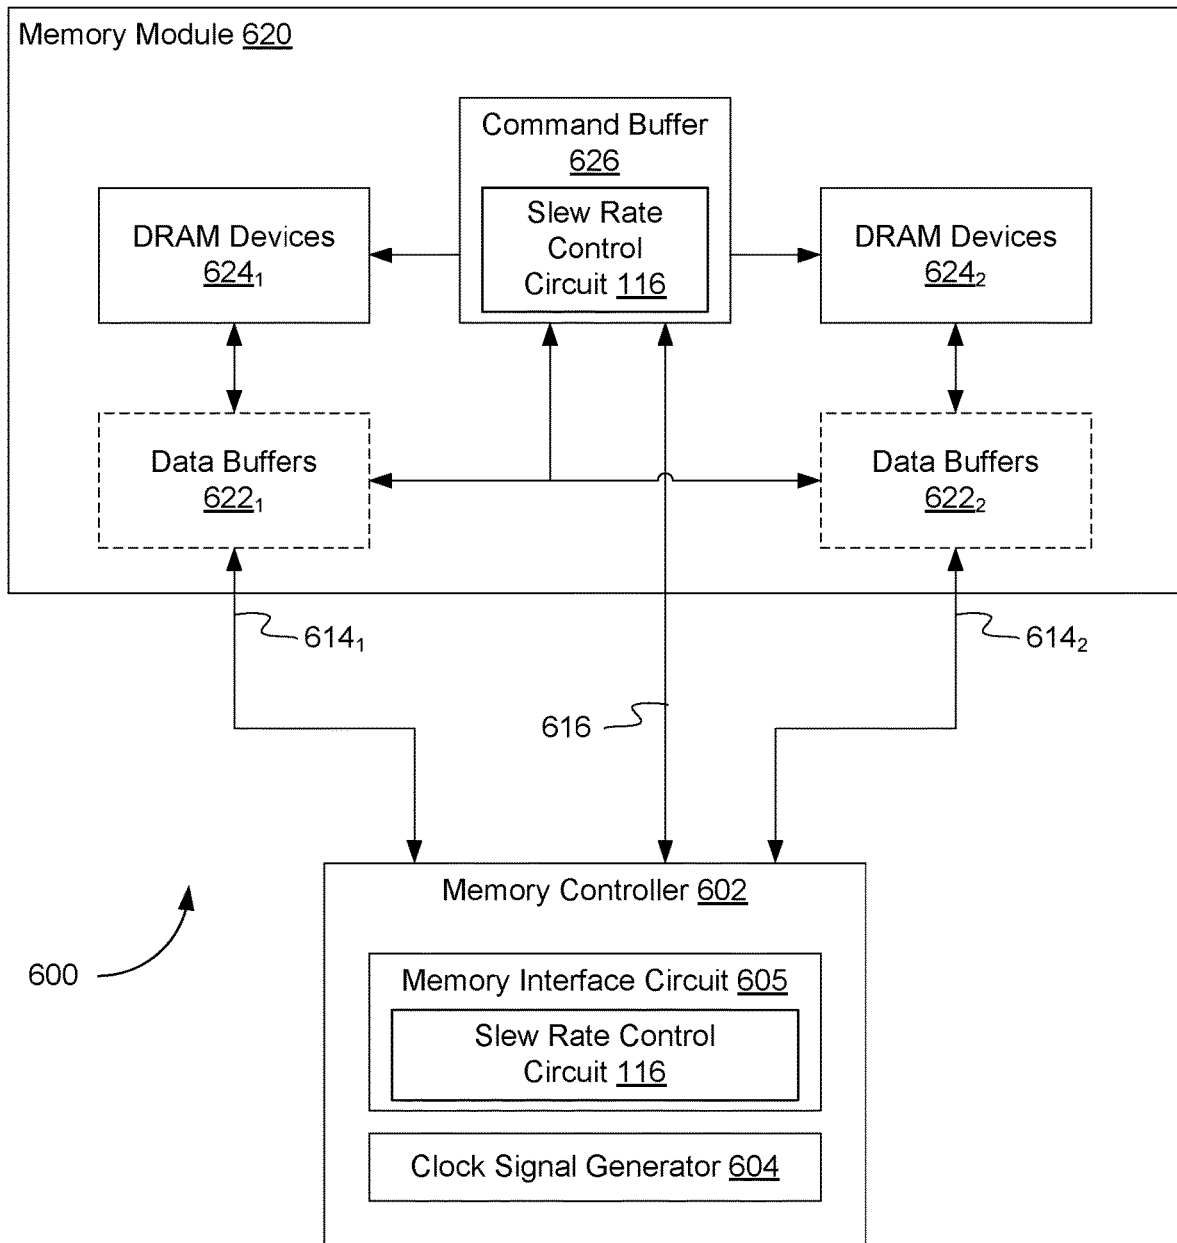 Memory Module 620
Command Buffer
626
Slew Rate
Control
Circuit 116
DRAM Devices
624₁
DRAM Devices
624₂
Data Buffers
622₁
Data Buffers
622₂
614₁
614₂
616
Memory Controller 602
600
Memory Interface Circuit 605
Slew Rate Control
Circuit 116
Clock Signal Generator 604